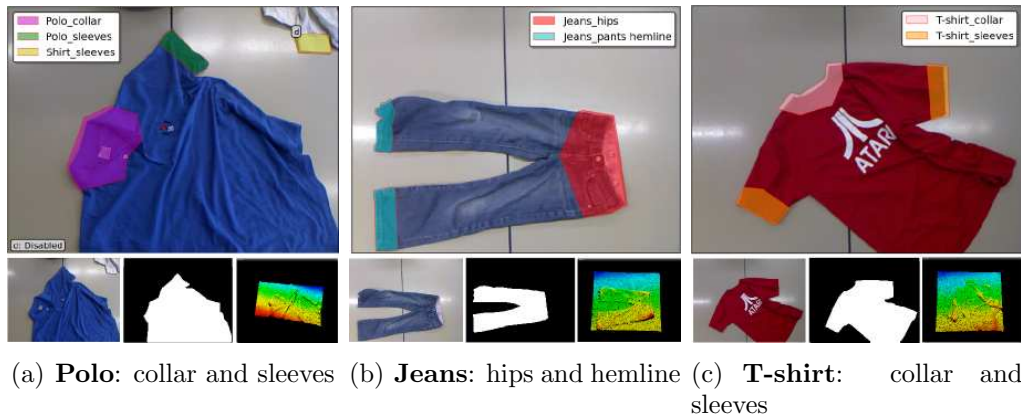 Polo_collar
Polo_sleeves
Shirt_sleeves
d
d: Disabled
Jeans_hips
Jeans_pants hemline
T-shirt_collar
T-shirt_sleeves
ATARI
ATARI
(a) Polo: collar and sleeves
(b) Jeans: hips and hemline
(c) T-shirt: collar and
sleeves